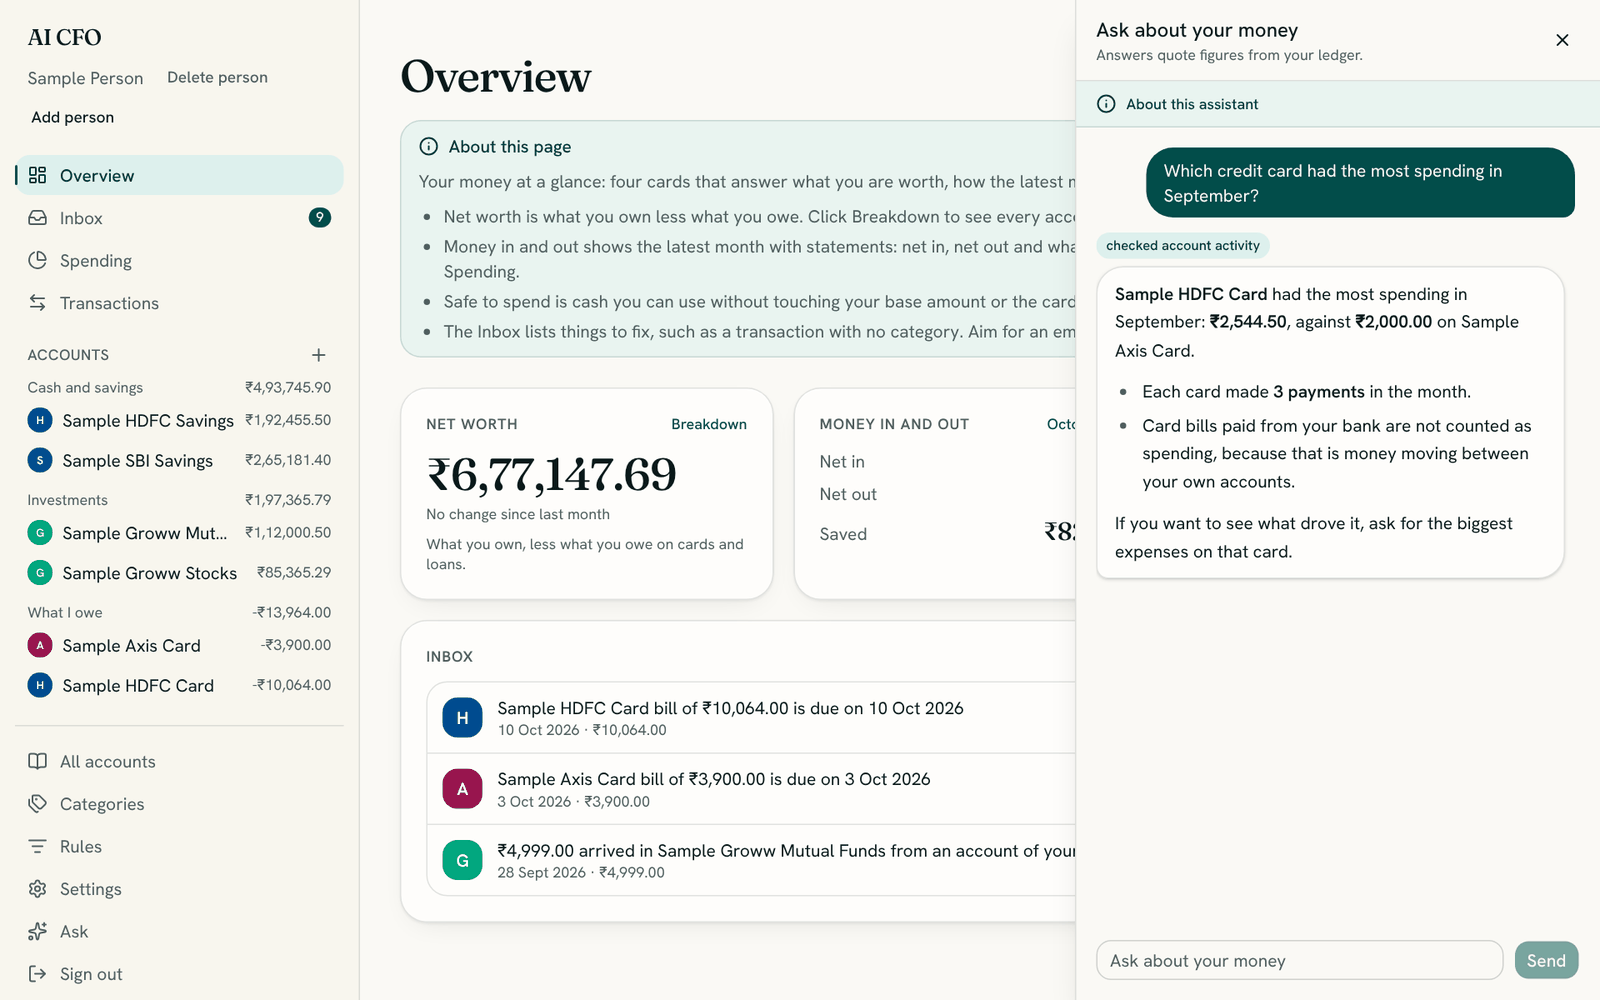 AI CFO
Sample Person
Delete person
Add person
Overview
Inbox
9
Spending
Transactions
ACCOUNTS
Cash and savings ₹4,93,745.90
H Sample HDFC Savings ₹1,92,455.50
S Sample SBI Savings ₹2,65,181.40
Investments ₹1,97,365.79
G Sample Groww Mut... ₹1,12,000.50
G Sample Groww Stocks ₹85,365.29
What I owe -₹13,964.00
A Sample Axis Card -₹3,900.00
H Sample HDFC Card -₹10,064.00
All accounts
Categories
Rules
Settings
Ask
Sign out
Overview
About this page
Your money at a glance: four cards that answer what you are worth, how the latest
Net worth is what you own less what you owe. Click Breakdown to see every
Money in and out shows the latest month with statements: net in, net out and
Spending.
Safe to spend is cash you can use without touching your base amount or the card
The Inbox lists things to fix, such as a transaction with no category. Aim for an
NET WORTH
Breakdown
₹6,77,147.69
No change since last month
What you own, less what you owe on cards and
loans.
MONEY IN AND OUT
Net in
Net out
Saved
INBOX
H
Sample HDFC Card bill of ₹10,064.00 is due on 10 Oct 2026
10 Oct 2026 · ₹10,064.00
A
Sample Axis Card bill of ₹3,900.00 is due on 3 Oct 2026
3 Oct 2026 · ₹3,900.00
G
₹4,999.00 arrived in Sample Groww Mutual Funds from an account of your
28 Sept 2026 · ₹4,999.00
Ask about your money
Answers quote figures from your ledger.
About this assistant
Which credit card had the most spending in
September?
checked account activity
Sample HDFC Card had the most spending in
September: ₹2,544.50, against ₹2,000.00 on Sample
Axis Card.
Each card made 3 payments in the month.
Card bills paid from your bank are not counted as
spending, because that is money moving between
your own accounts.
If you want to see what drove it, ask for the biggest
expenses on that card.
Ask about your money
Send